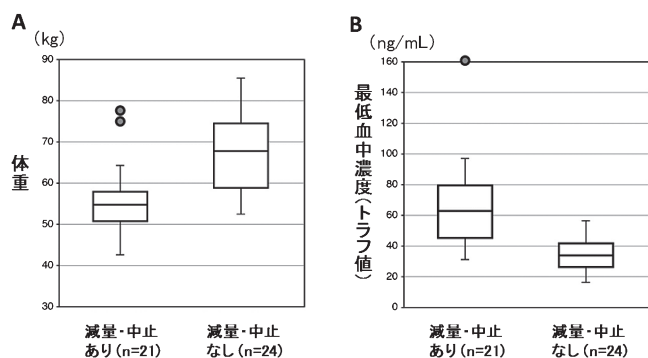 A
(kg)
90
80
70
60
50
40
30
体重
減量・中止
あり(n=21)
減量・中止
なし(n=24)
B
(ng/mL)
160
140
120
100
80
60
40
20
0
最低血中濃度(トラフ値)
減量・中止
あり(n=21)
減量・中止
なし(n=24)